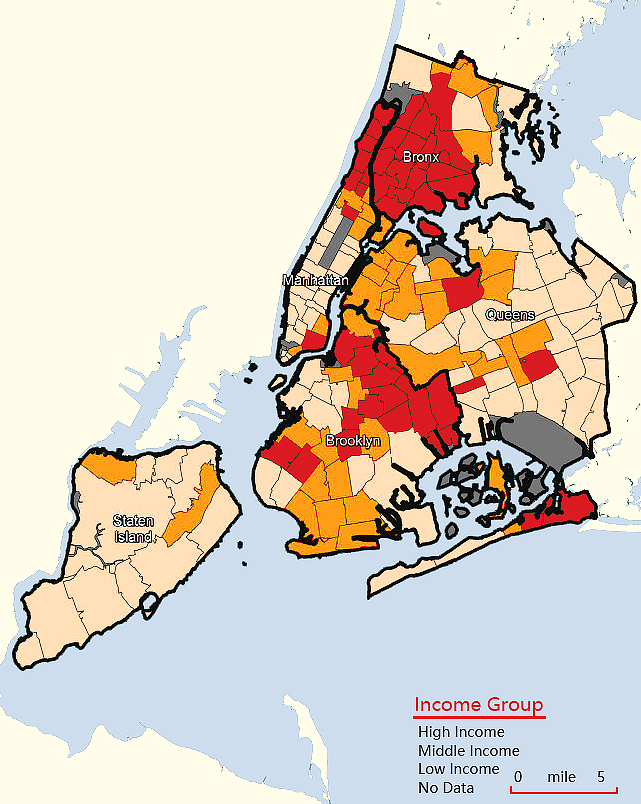 Bronx
Manhattan
Queens
Brooklyn
Staten
Island
Income Group
High Income
Middle Income
Low Income
No Data
0 mile 5